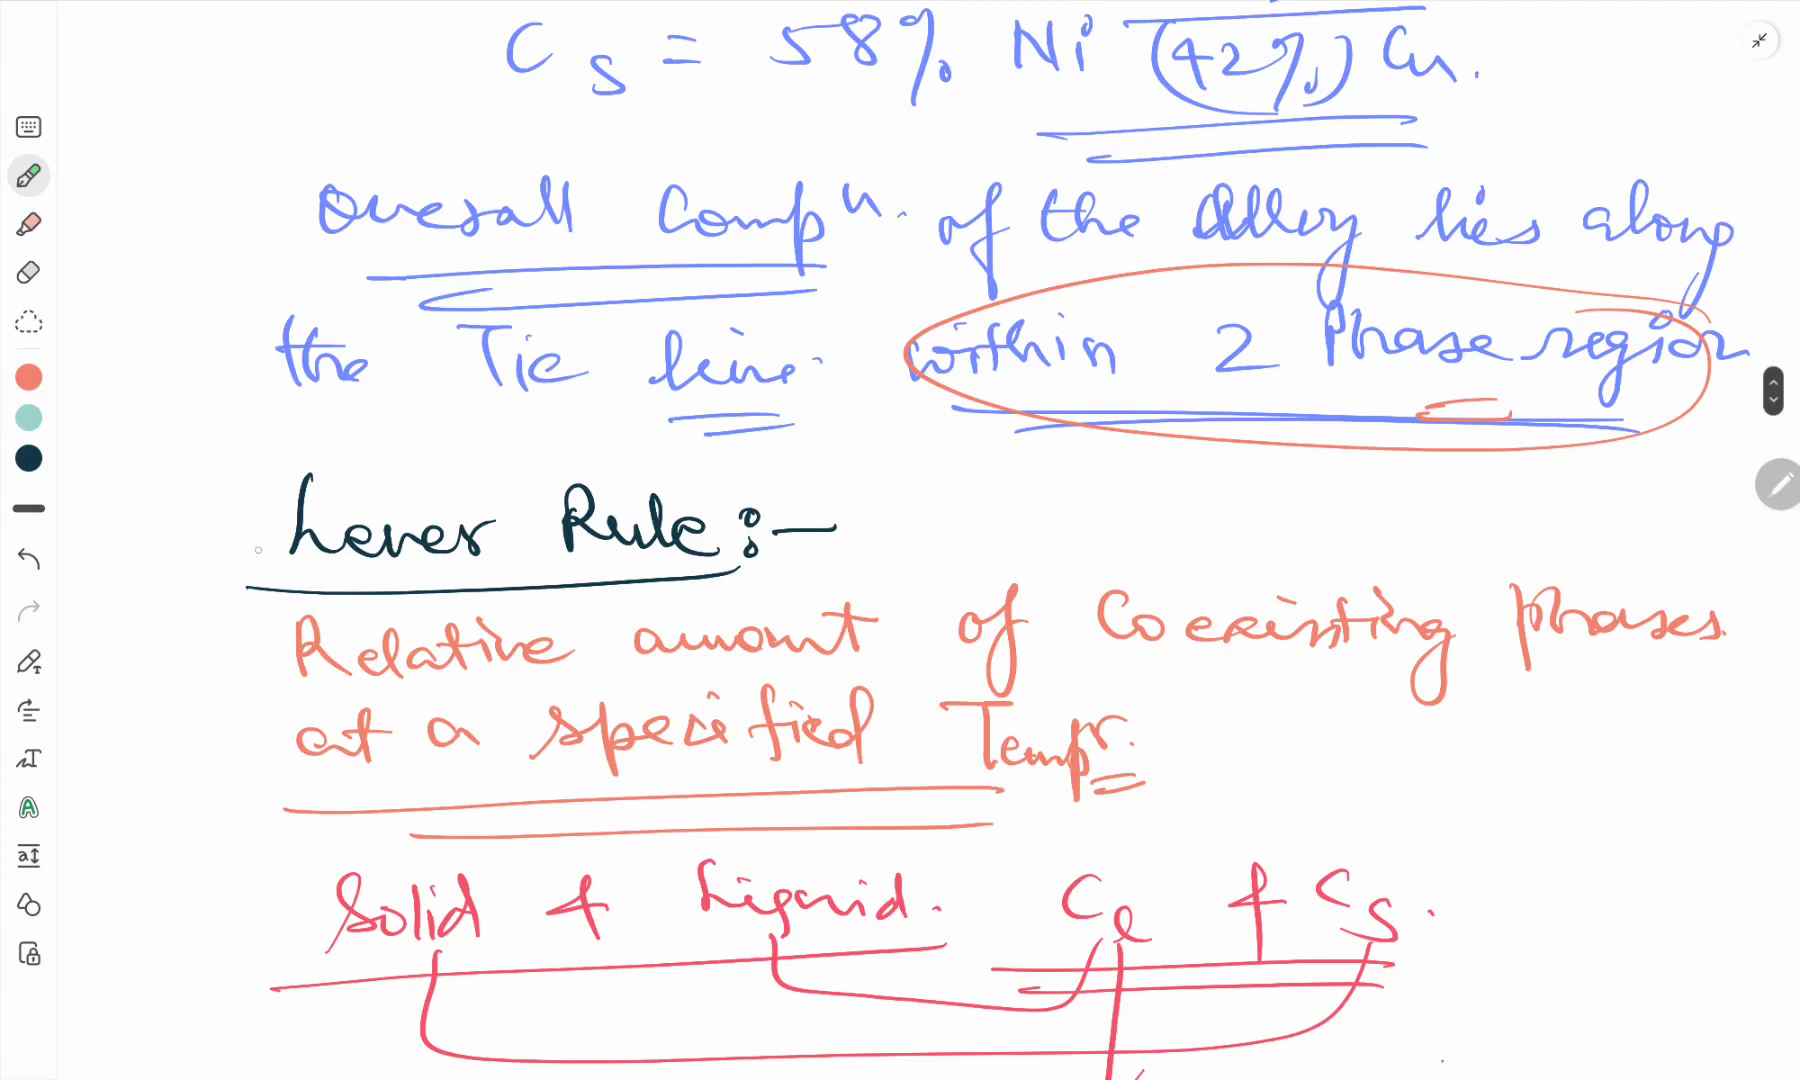 Cs = 58% Ni (42%) Cu.
Overall Compⁿ. of the Alloy lies along
the Tie line. within 2 Phase region
Lever Rule :-
Relative amount of Coexisting phases.
at a specified Tempr.
Solid & Liquid. Cl & Cs.